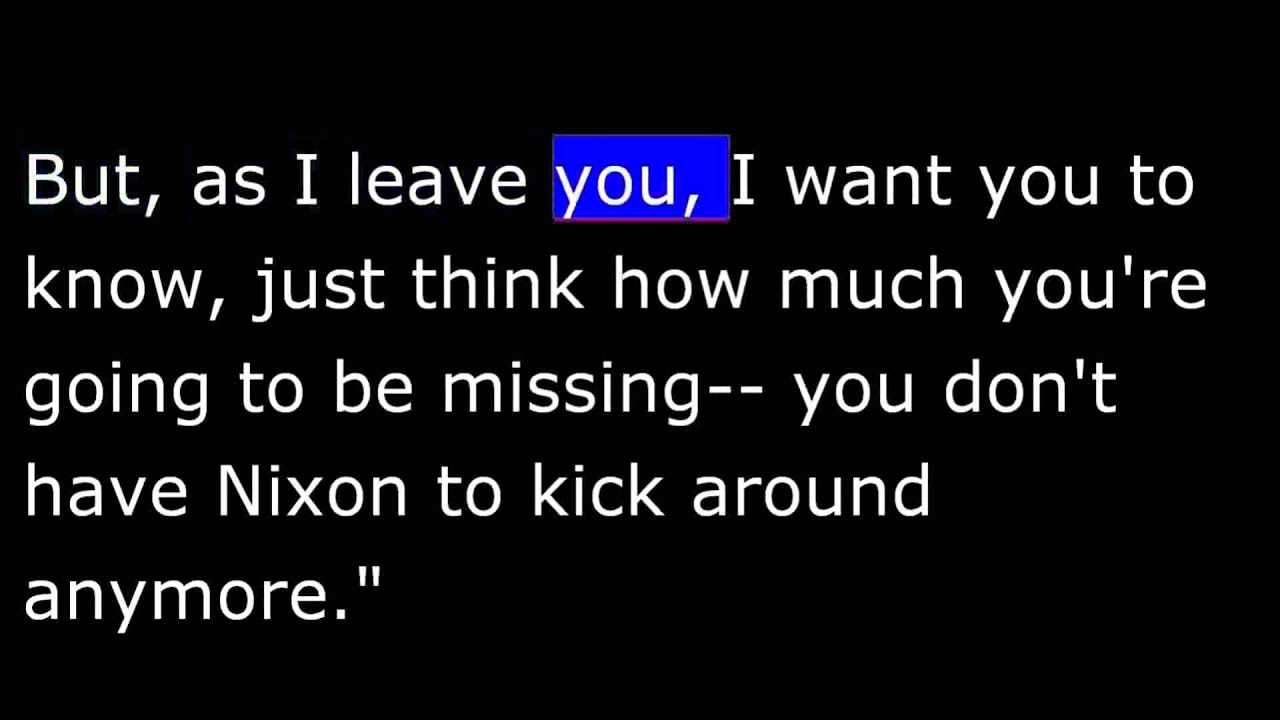 But, as I leave you, I want you to
know, just think how much you're
going to be missing-- you don't
have Nixon to kick around
anymore."